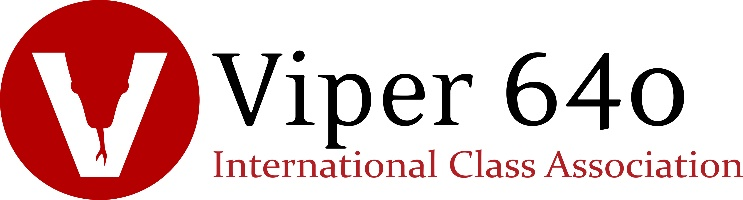 Viper 640
International Class Association